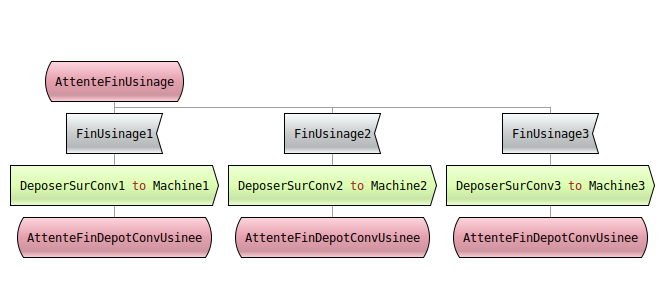 AttenteFinUsinage
FinUsinage1 FinUsinage2 FinUsinage3
DeposerSurConv1 to Machine1 DeposerSurConv2 to Machine2 DeposerSurConv3 to Machine3
AttenteFinDepotConvUsinee AttenteFinDepotConvUsinee AttenteFinDepotConvUsinee